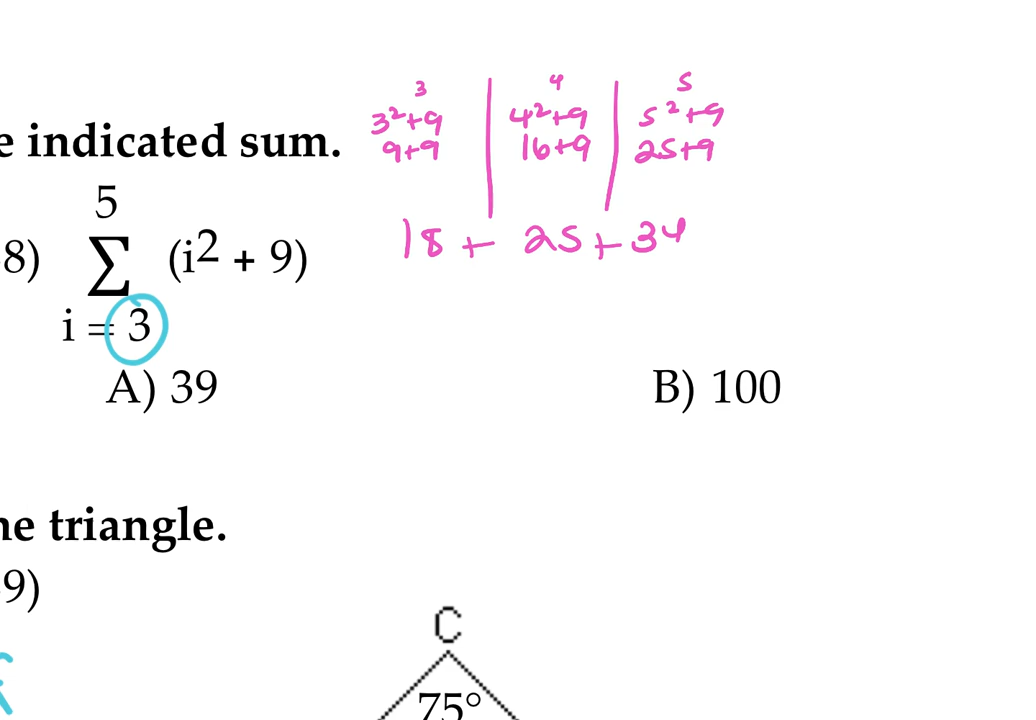 3 | 4 | 5
3²+9 | 4²+9 | 5²+9
e indicated sum. 9+9 | 16+9 | 25+9
5
8) Σ (i² + 9) 18 + 25 + 34
i = 3
A) 39 B) 100
ne triangle.
9)
C
75°